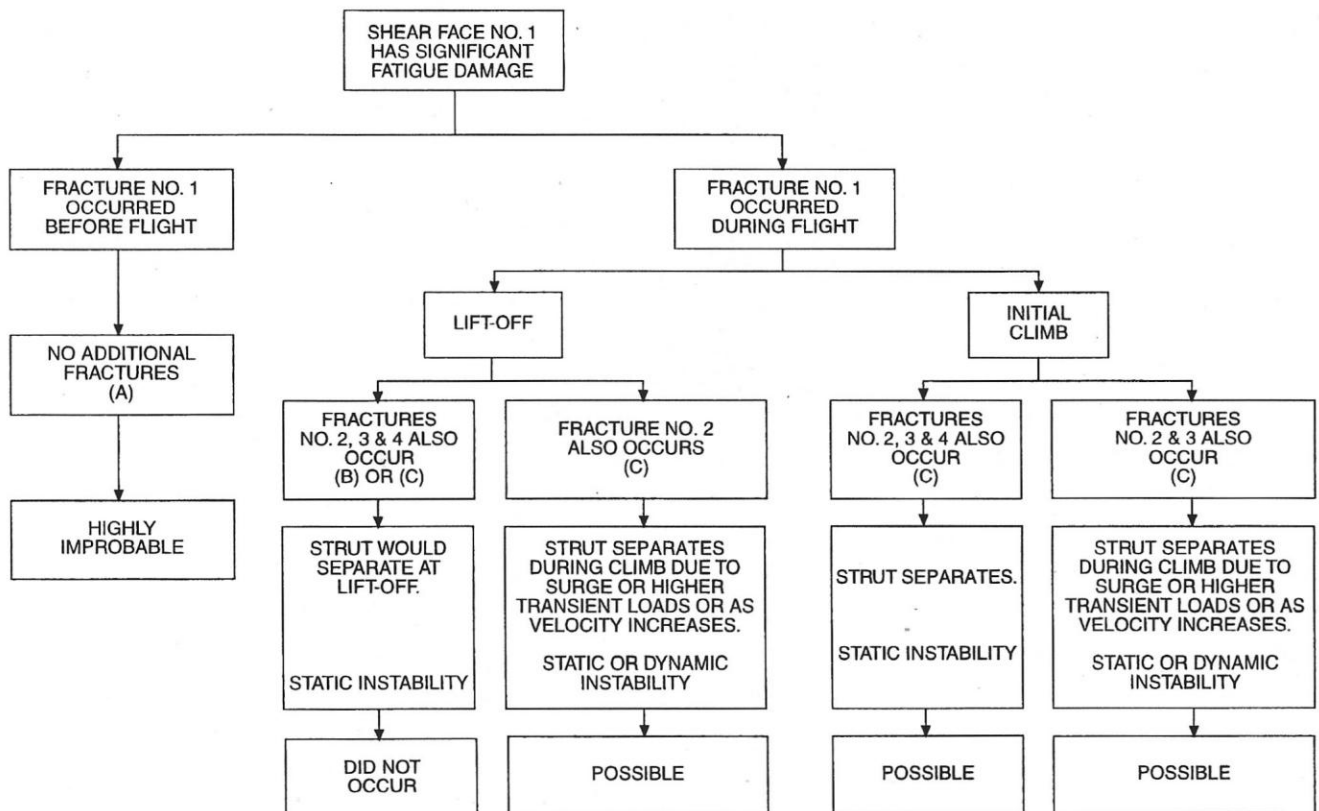 SHEAR FACE NO. 1
HAS SIGNIFICANT
FATIGUE DAMAGE
FRACTURE NO. 1
OCCURRED
BEFORE FLIGHT
FRACTURE NO. 1
OCCURRED
DURING FLIGHT
LIFT-OFF
INITIAL
CLIMB
NO ADDITIONAL
FRACTURES
(A)
FRACTURES
NO. 2, 3 & 4 ALSO
OCCUR
(B) OR (C)
FRACTURE NO. 2
ALSO OCCURS
(C)
FRACTURES
NO. 2, 3 & 4 ALSO
OCCUR
(C)
FRACTURES
NO. 2 & 3 ALSO
OCCUR
(C)
HIGHLY
IMPROBABLE
STRUT WOULD
SEPARATE AT
LIFT-OFF.
STATIC INSTABILITY
STRUT SEPARATES
DURING CLIMB DUE TO
SURGE OR HIGHER
TRANSIENT LOADS OR AS
VELOCITY INCREASES.
STATIC OR DYNAMIC
INSTABILITY
STRUT SEPARATES.
STATIC INSTABILITY
STRUT SEPARATES
DURING CLIMB DUE TO
SURGE OR HIGHER
TRANSIENT LOADS OR AS
VELOCITY INCREASES.
STATIC OR DYNAMIC
INSTABILITY
DID NOT
OCCUR
POSSIBLE
POSSIBLE
POSSIBLE